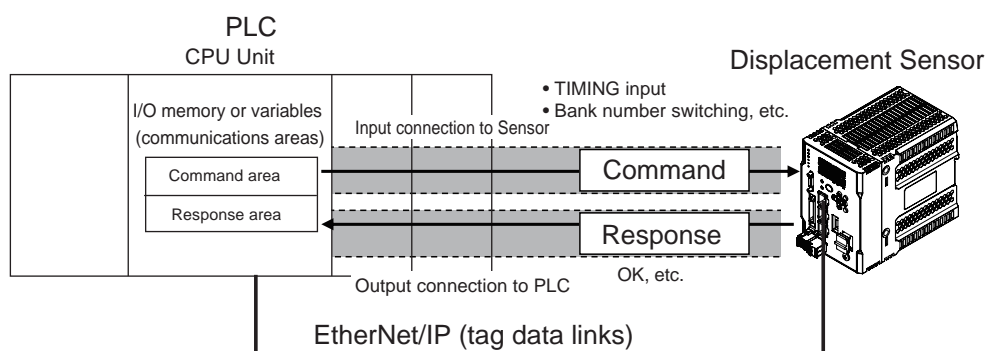 PLC
CPU Unit
Displacement Sensor
• TIMING input
• Bank number switching, etc.
I/O memory or variables
(communications areas)
Input connection to Sensor
Command area
Command
Response area
Response
OK, etc.
Output connection to PLC
EtherNet/IP (tag data links)